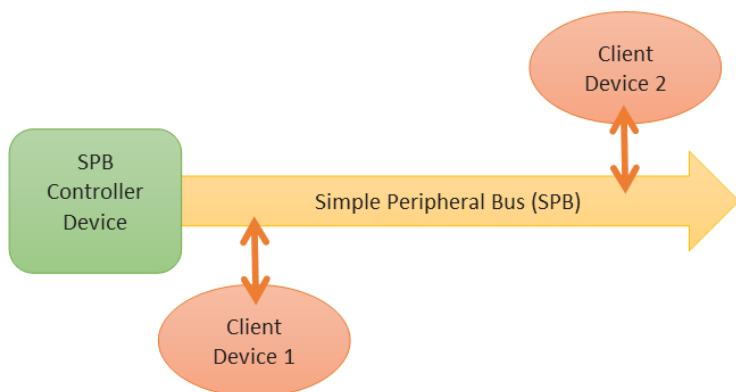 Client
Device 2
SPB
Controller
Device
Simple Peripheral Bus (SPB)
Client
Device 1